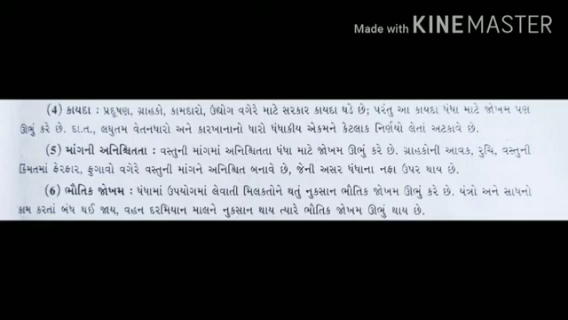 Made with KINEMASTER
(4) કાયદા : પ્રદૂષણ, ગ્રાહકો, કામદારો, ઉદ્યોગ વગેરે માટે સરકાર કાયદા ઘડે છે; પરંતુ આ કાયદા ધંધા માટે જોખમ પણ
ઊભું કરે છે. દા.ત., લઘુતમ વેતનધારો અને કારખાનાનો ધારો ધંધાકીય એકમને કેટલાક નિર્ણયો લેતાં અટકાવે છે.
(5) માંગની અનિશ્ચિતતા : વસ્તુની માંગમાં અનિશ્ચિતતા ધંધા માટે જોખમ ઊભું કરે છે. ગ્રાહકોની આવક, રુચિ, વસ્તુની
કિંમતમાં ફેરફાર, ફુગાવો વગેરે વસ્તુની માંગને અનિશ્ચિત બનાવે છે, જેની અસર ધંધાના નફા ઉપર થાય છે.
(6) ભૌતિક જોખમ : ધંધામાં ઉપયોગમાં લેવાતી મિલકતોને થતું નુકસાન ભૌતિક જોખમ ઊભું કરે છે. યંત્રો અને સાધનો
કામ કરતાં બંધ થઈ જાય, વહન દરમિયાન માલને નુકસાન થાય ત્યારે ભૌતિક જોખમ ઊભું થાય છે.